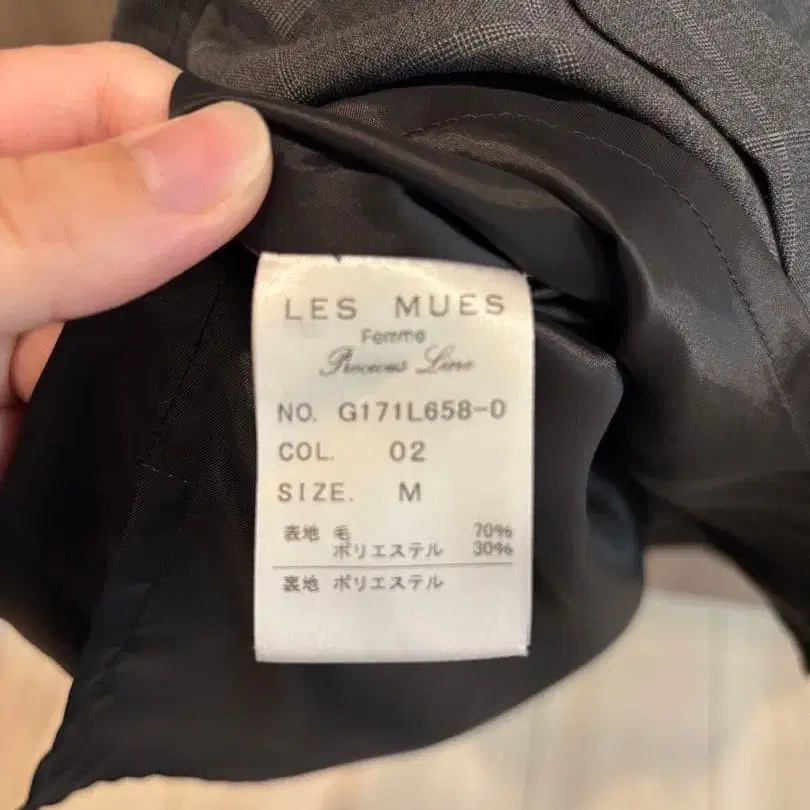 LES MUES
Femme
Precious Line
NO. G171L658-0
COL. 02
SIZE. M
表地 毛 70%
ポリエステル 30%
裏地 ポリエステル